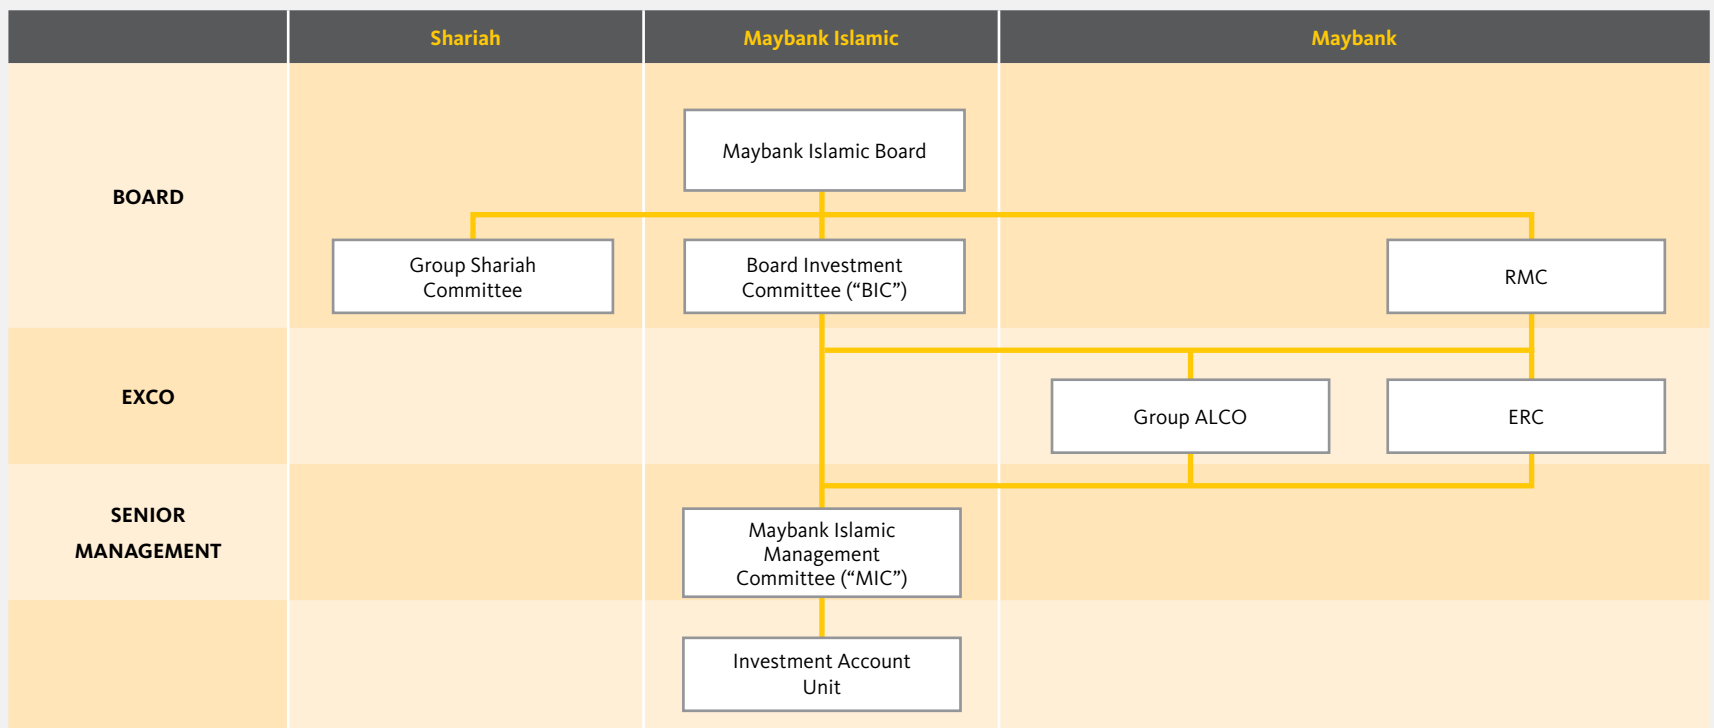 Shariah
Maybank Islamic
Maybank
BOARD
Maybank Islamic Board
Group Shariah
Committee
Board Investment
Committee (“BIC”)
RMC
EXCO
Group ALCO
ERC
SENIOR
MANAGEMENT
Maybank Islamic
Management
Committee (“MIC”)
Investment Account
Unit